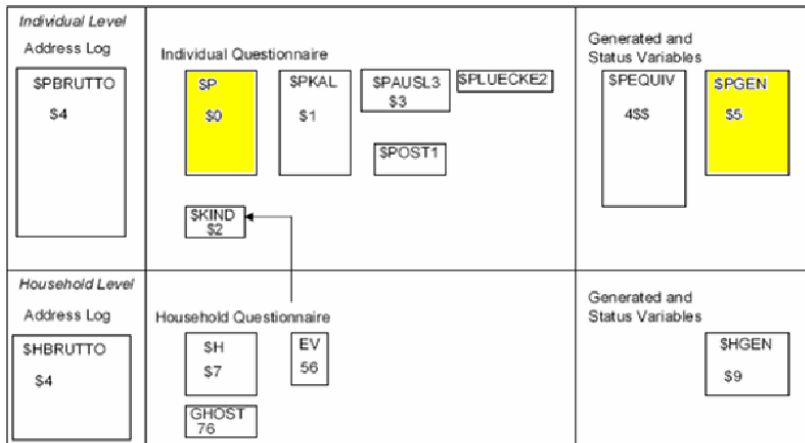 Individual Level
Address Log
$PBRUTTO
$4
Individual Questionnaire
$P
$0
$PKAL
$1
$PAUSL3
$3
$PLUECKE2
$POST1
$KIND
$2
Generated and
Status Variables
$PEQUIV
4$$
$PGEN
$5
Household Level
Address Log
$HBRUTTO
$4
Household Questionnaire
$H
$7
EV
56
GHOST
76
Generated and
Status Variables
$HGEN
$9